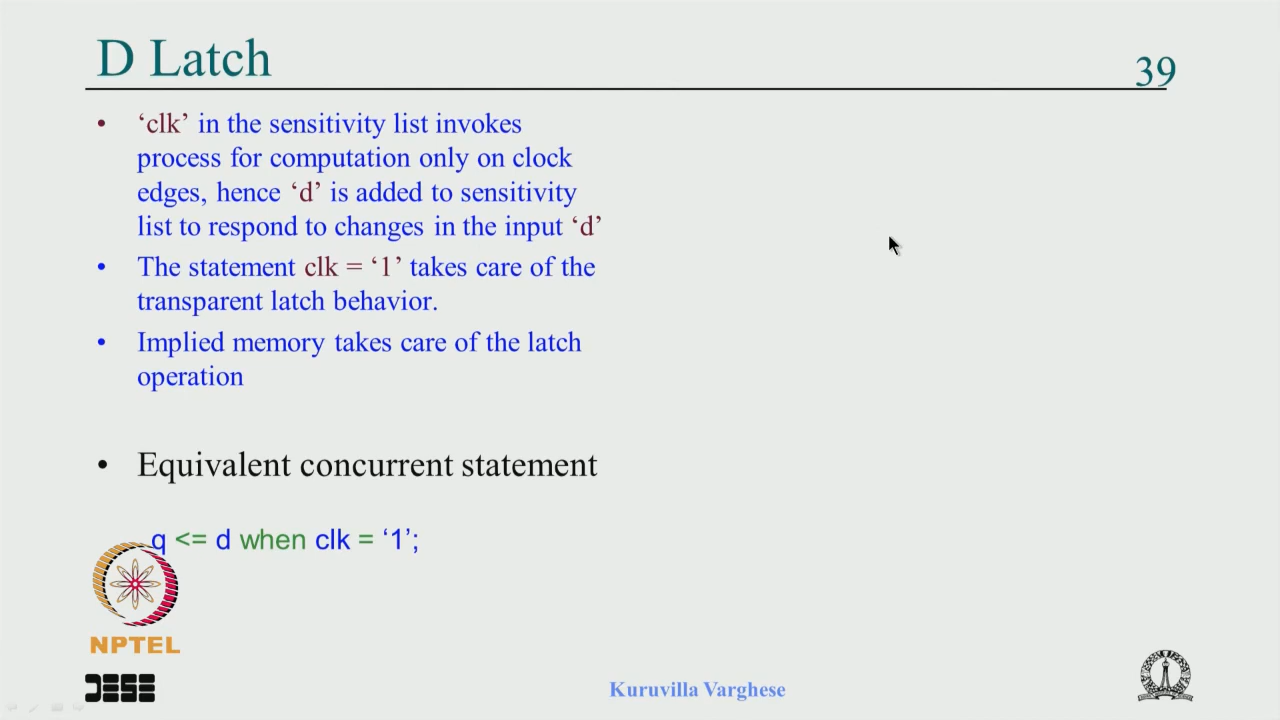 D Latch
39
• ‘clk’ in the sensitivity list invokes
process for computation only on clock
edges, hence ‘d’ is added to sensitivity
list to respond to changes in the input ‘d’
• The statement clk = ‘1’ takes care of the
transparent latch behavior.
• Implied memory takes care of the latch
operation
• Equivalent concurrent statement
q <= d when clk = ‘1’;
NPTEL
DESE
Kuruvilla Varghese